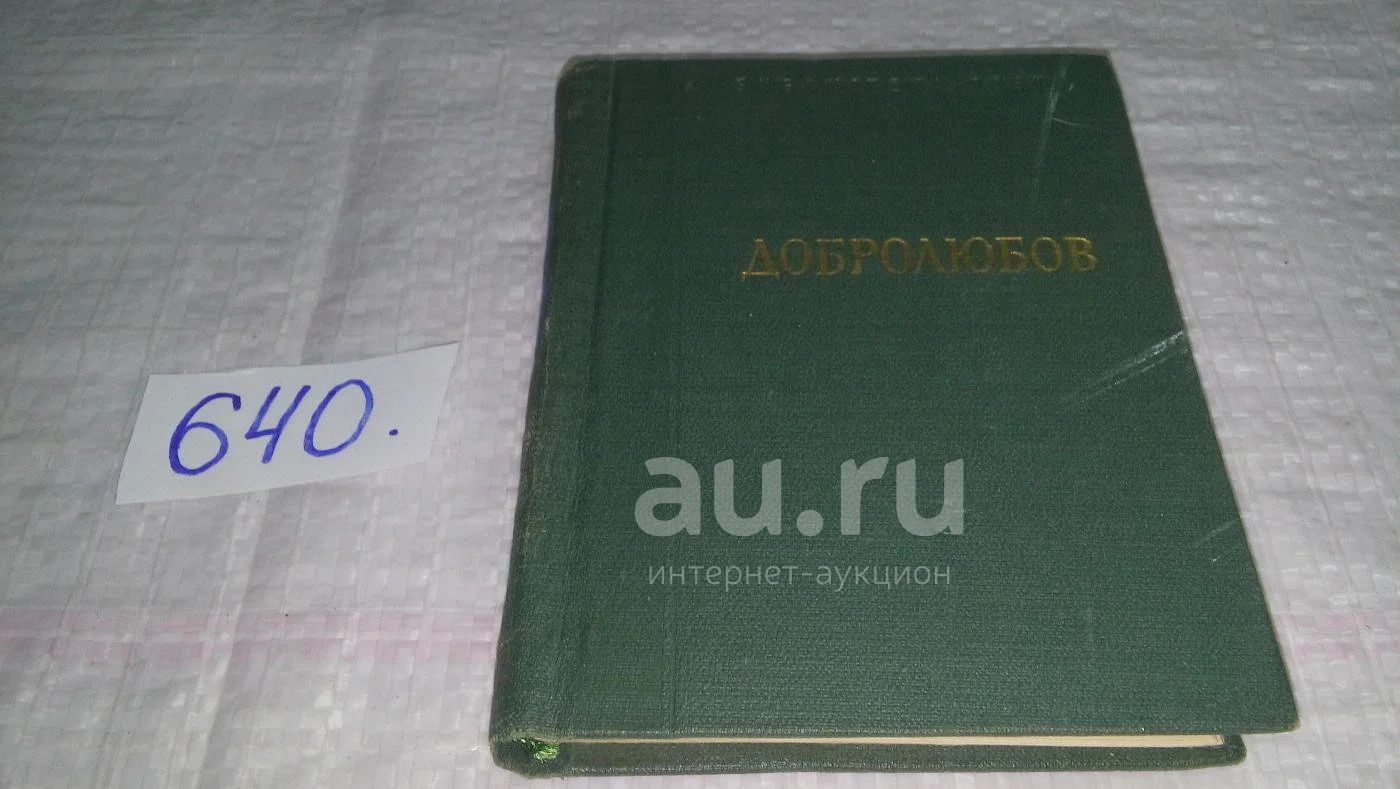 ДОБРОЛЮБОВ
640.
au.ru
интернет-аукцион